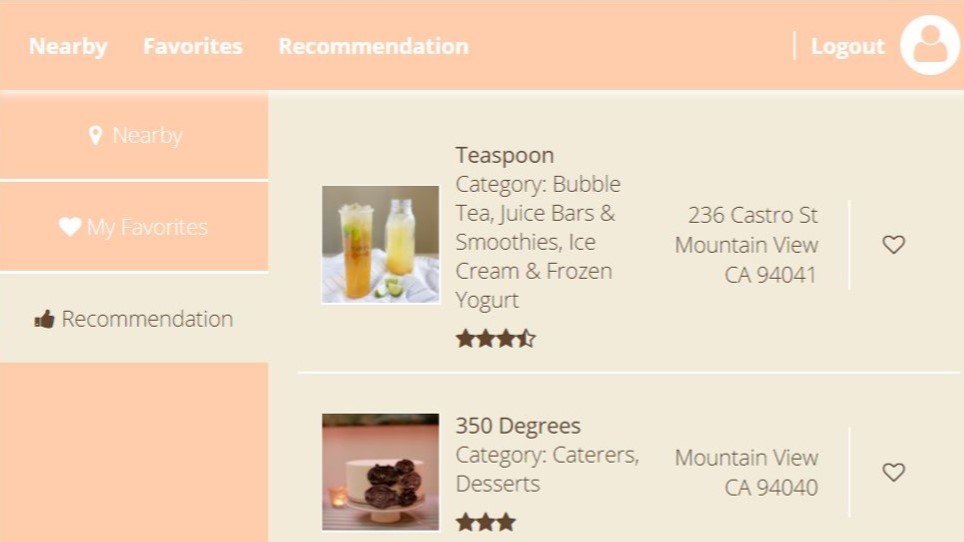 Nearby Favorites Recommendation Logout
Nearby
My Favorites
Recommendation
Teaspoon
Category: Bubble
Tea, Juice Bars &
Smoothies, Ice
Cream & Frozen
Yogurt
236 Castro St
Mountain View
CA 94041
350 Degrees
Category: Caterers,
Desserts
Mountain View
CA 94040